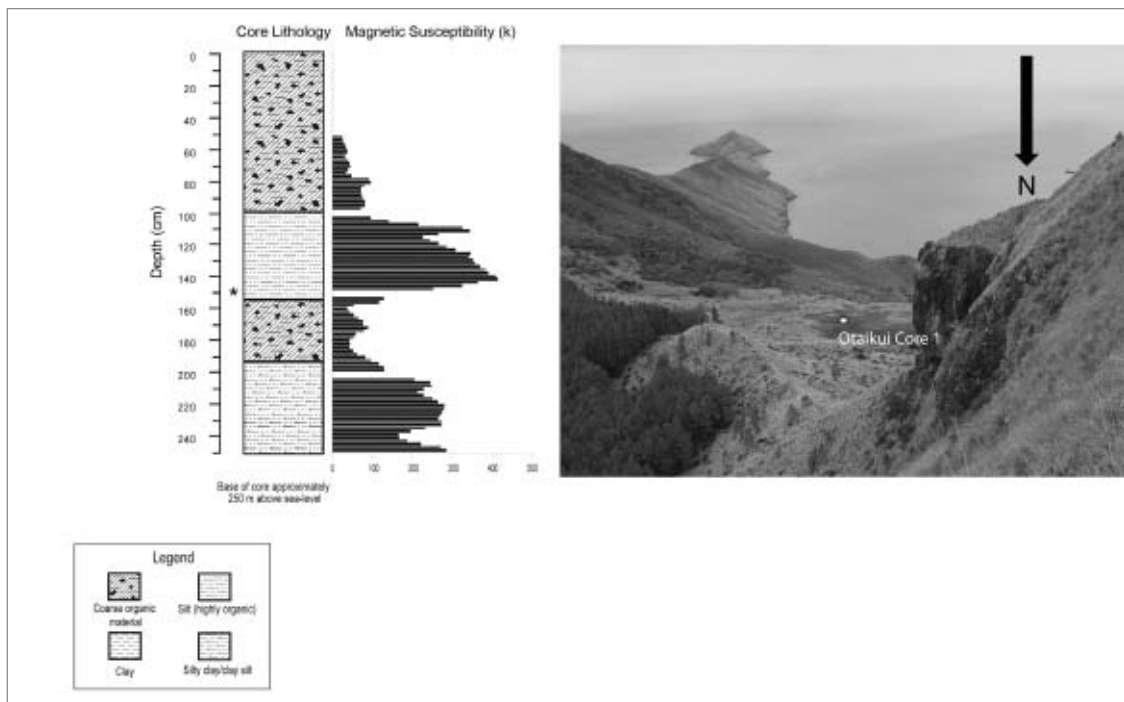 Core Lithology
Magnetic Susceptibility (k)
Depth (cm)
0
20
40
60
80
100
120
140
160
180
200
220
240
*
0
100
200
300
400
500
Base of core approximately
250 m above sea-level
N
Otaikui Core 1
Legend
Coarse organic
material
Silt (highly organic)
Clay
Silty clay/clay silt